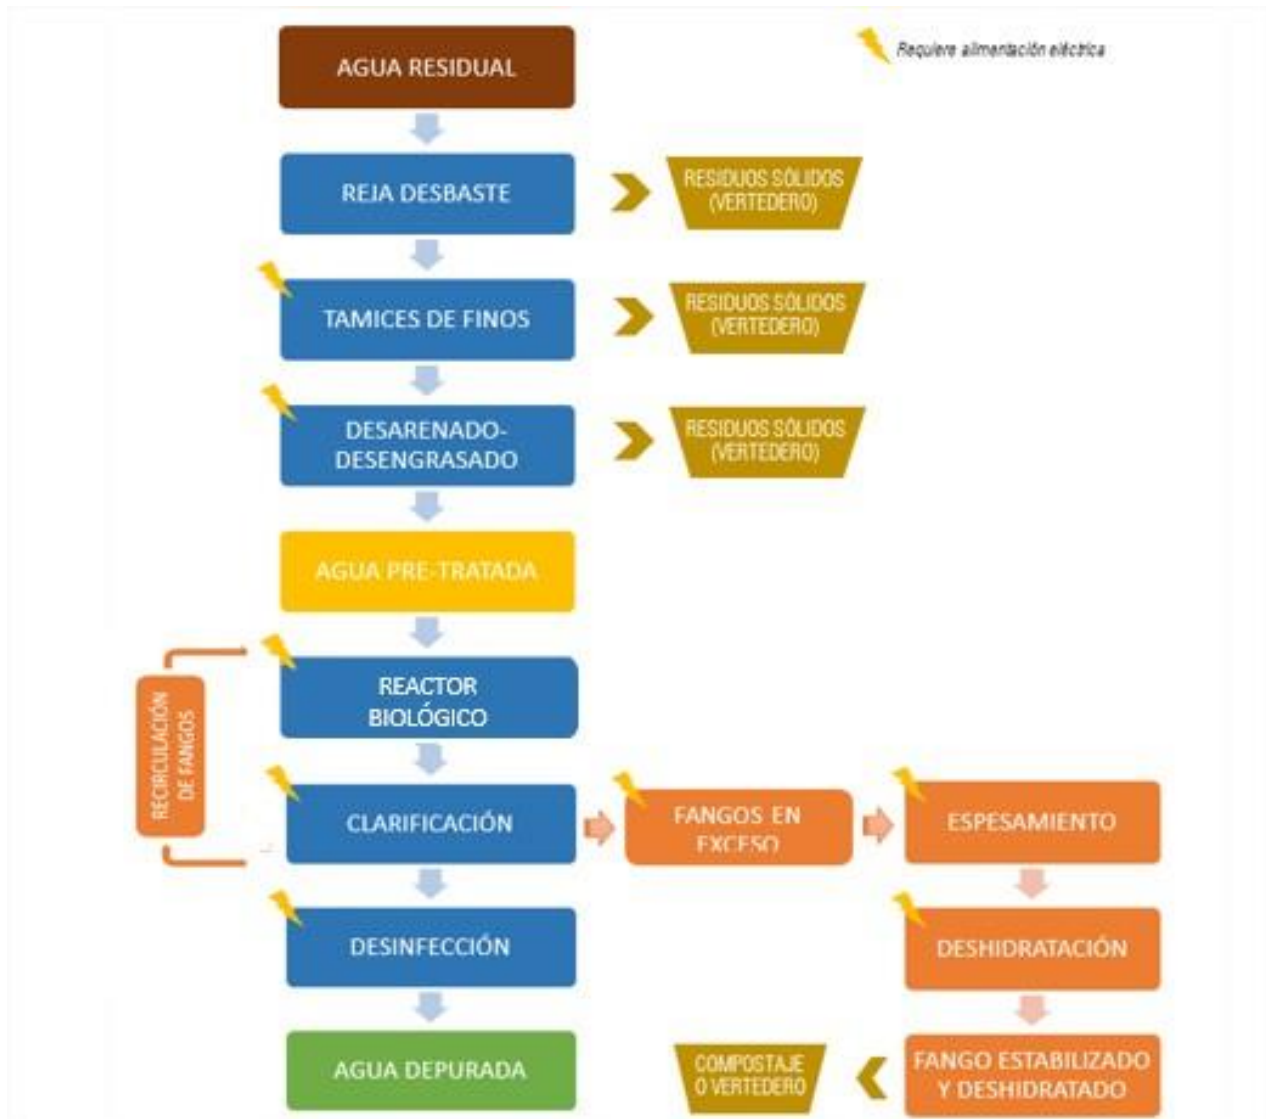 AGUA RESIDUAL
Requiere alimentación eléctrica
REJA DESBASTE
RESIDUOS SÓLIDOS
(VERTEDERO)
TAMICES DE FINOS
RESIDUOS SÓLIDOS
(VERTEDERO)
DESARENADO-
DESENGRASADO
RESIDUOS SÓLIDOS
(VERTEDERO)
AGUA PRE-TRATADA
REACTOR
BIOLÓGICO
RECIRCULACIÓN
DE FANGOS
CLARIFICACIÓN
FANGOS EN
EXCESO
ESPESAMIENTO
DESINFECCIÓN
DESHIDRATACIÓN
AGUA DEPURADA
COMPOSTAJE
O VERTEDERO
FANGO ESTABILIZADO
Y DESHIDRATADO